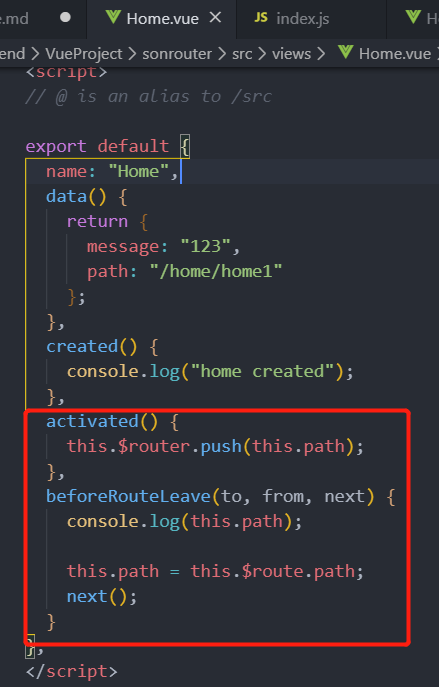 e.md
Home.vue
JS index.js
H
end > VueProject > sonrouter > src > views > Home.vue
<script>
// @ is an alias to /src
export default {
name: "Home",
data() {
return {
message: "123",
path: "/home/home1"
};
},
created() {
console.log("home created");
},
activated() {
this.$router.push(this.path);
},
beforeRouteLeave(to, from, next) {
console.log(this.path);
this.path = this.$route.path;
next();
}
};
</script>